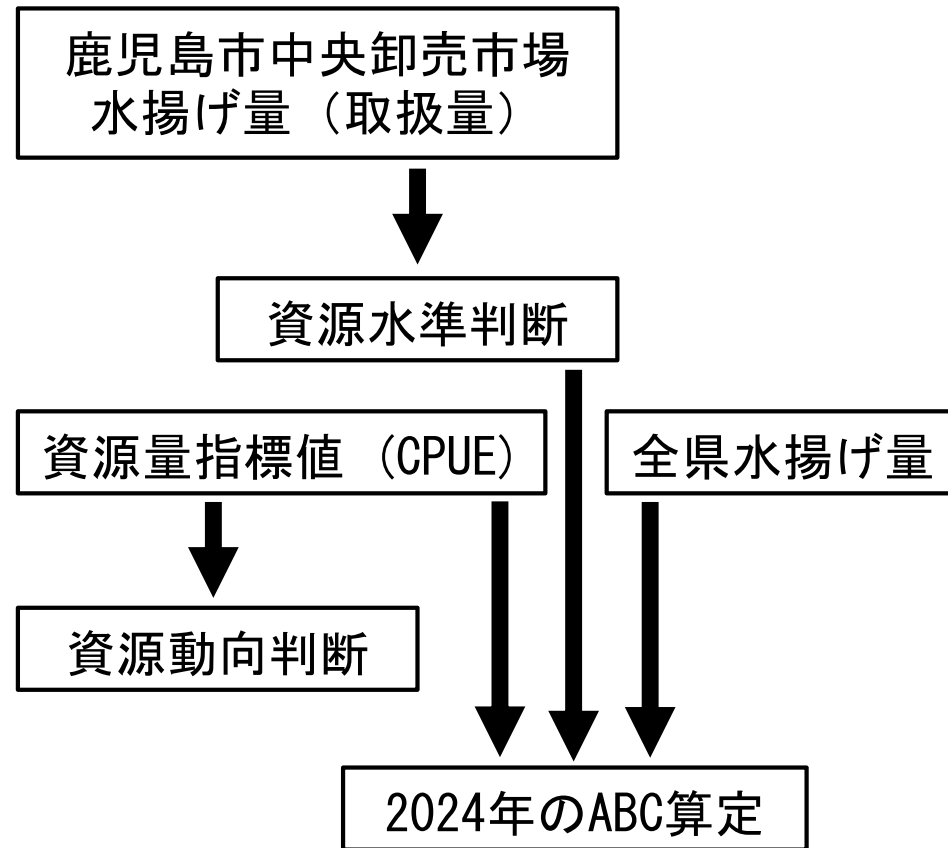 鹿児島市中央卸売市場
水揚げ量（取扱量）
資源水準判断
資源量指標値（CPUE）
全県水揚げ量
資源動向判断
2024年のABC算定